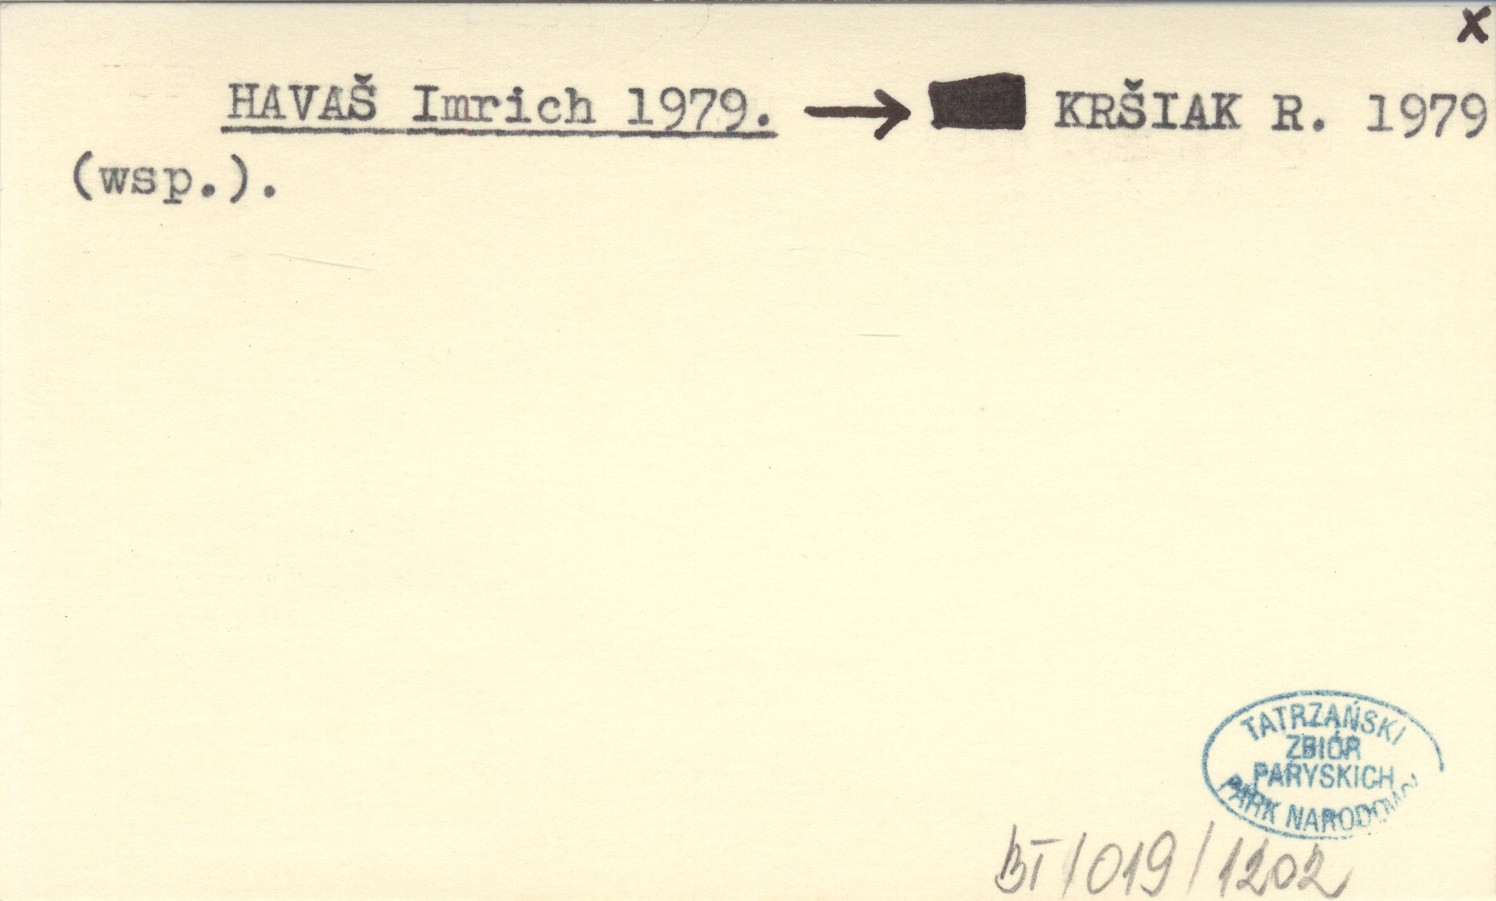 x
HAVAŠ Imrich 1979. → KRŠIAK R. 1979
(wsp.).
TATRZAŃSKI
ZBIÓR
PARYSKICH
PARK NARODOWY
BT/019/1202